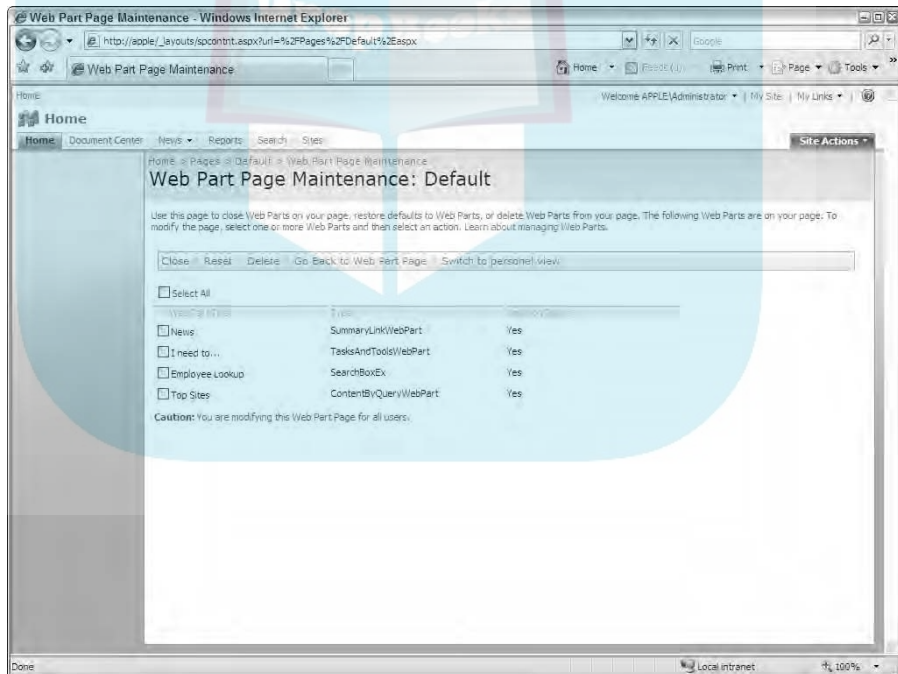 Web Part Page Maintenance - Windows Internet Explorer
http://apple/_layouts/spcontnt.aspx?url=%2FPages%2FDefault%2Easpx
Google
Web Part Page Maintenance
Home
Print
Page
Tools
Home
Welcome APPLE\Administrator
My Site
My Links
Home
Home Document Center News Reports Search Sites
Site Actions
Home > Pages > Default > Web Part Page Maintenance
Web Part Page Maintenance: Default
Use this page to close Web Parts on your page, restore defaults to Web Parts, or delete Web Parts from your page. The following Web Parts are on your page. To
modify the page, select one or more Web Parts and then select an action. Learn about managing Web Parts.
Close Reset Delete Go Back to Web Part Page Switch to personal view
Select All
Type
News SummaryLinkWebPart Yes
I need to... TasksAndToolsWebPart Yes
Employee Lookup SearchBoxEx Yes
Top Sites ContentByQueryWebPart Yes
Caution: You are modifying this Web Part Page for all users.
Done
Local intranet
100%